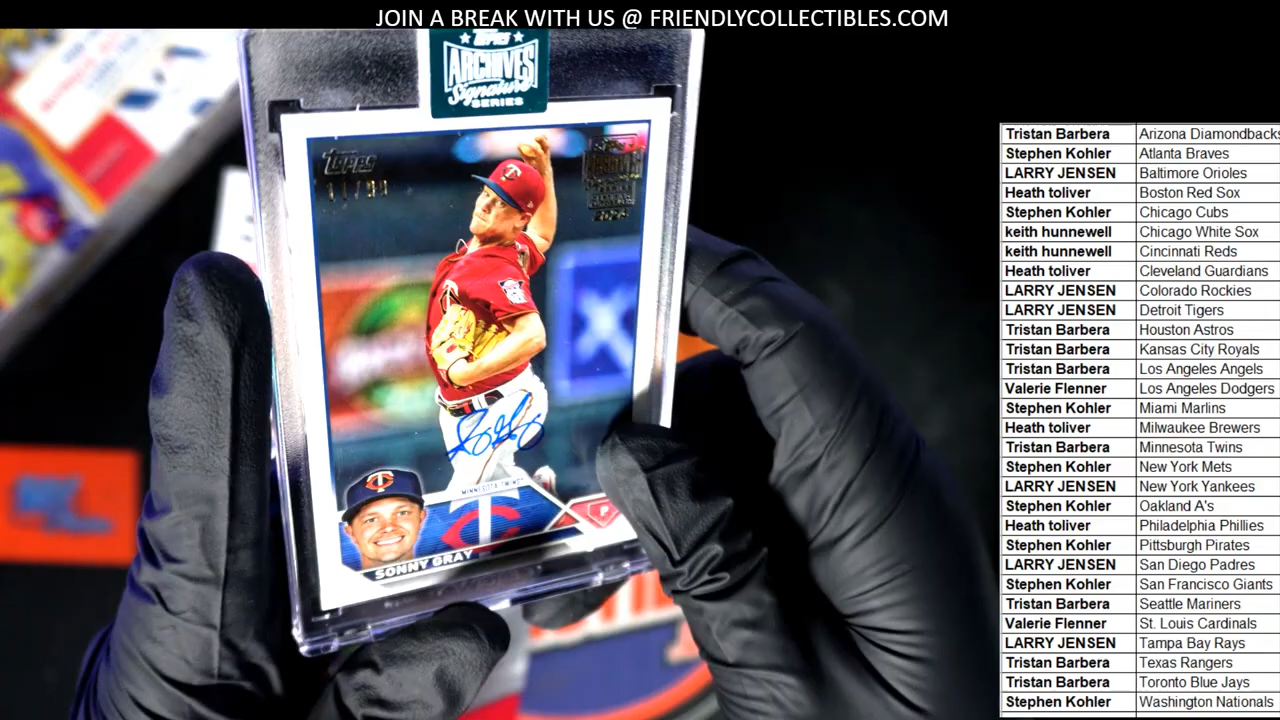 JOIN A BREAK WITH US @ FRIENDLYCOLLECTIBLES.COM
TOPPS
ARCHIVES
Signature
SERIES
TOPPS
MINNESOTA TWINS
P
SONNY GRAY
Tristan Barbera Arizona Diamondbacks
Stephen Kohler Atlanta Braves
LARRY JENSEN Baltimore Orioles
Heath toliver Boston Red Sox
Stephen Kohler Chicago Cubs
keith hunnewell Chicago White Sox
keith hunnewell Cincinnati Reds
Heath toliver Cleveland Guardians
LARRY JENSEN Colorado Rockies
LARRY JENSEN Detroit Tigers
Tristan Barbera Houston Astros
Tristan Barbera Kansas City Royals
Tristan Barbera Los Angeles Angels
Valerie Flenner Los Angeles Dodgers
Stephen Kohler Miami Marlins
Heath toliver Milwaukee Brewers
Tristan Barbera Minnesota Twins
Stephen Kohler New York Mets
LARRY JENSEN New York Yankees
Stephen Kohler Oakland A's
Heath toliver Philadelphia Phillies
Stephen Kohler Pittsburgh Pirates
LARRY JENSEN San Diego Padres
Stephen Kohler San Francisco Giants
Tristan Barbera Seattle Mariners
Valerie Flenner St. Louis Cardinals
LARRY JENSEN Tampa Bay Rays
Tristan Barbera Texas Rangers
Tristan Barbera Toronto Blue Jays
Stephen Kohler Washington Nationals